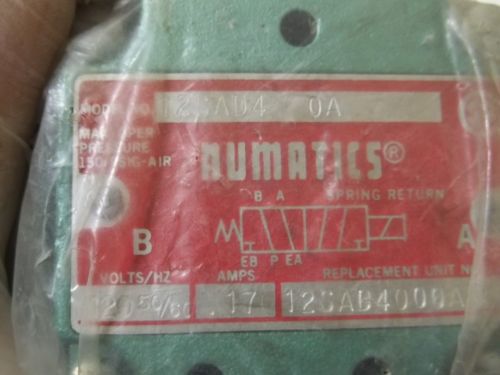 MODEL NO. 12SAD4 0A
MAX OPER
PRESSURE
150 PSIG-AIR
NUMATICS®
B A SPRING RETURN
B A
EB P EA
VOLTS/HZ AMPS REPLACEMENT UNIT N
120 50/60 .17 12SAD4000A